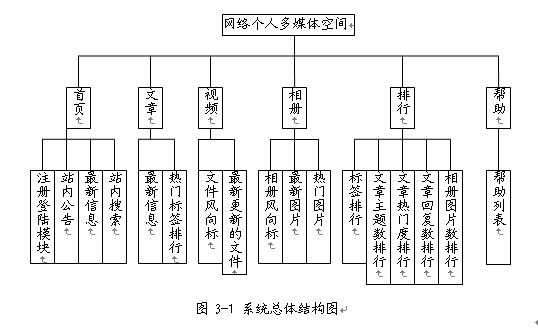 网络个人多媒体空间
首页
文章
视频
相册
排行
帮助
注册登陆模块
站内公告
最新信息
站内搜索
最新信息
热门标签排行
文件风向标
最新更新的文件
相册风向标
最新图片
热门图片
标签排行
文章主题数排行
文章热门度排行
文章回复数排行
相册图片数排行
帮助列表
图 3-1 系统总体结构图